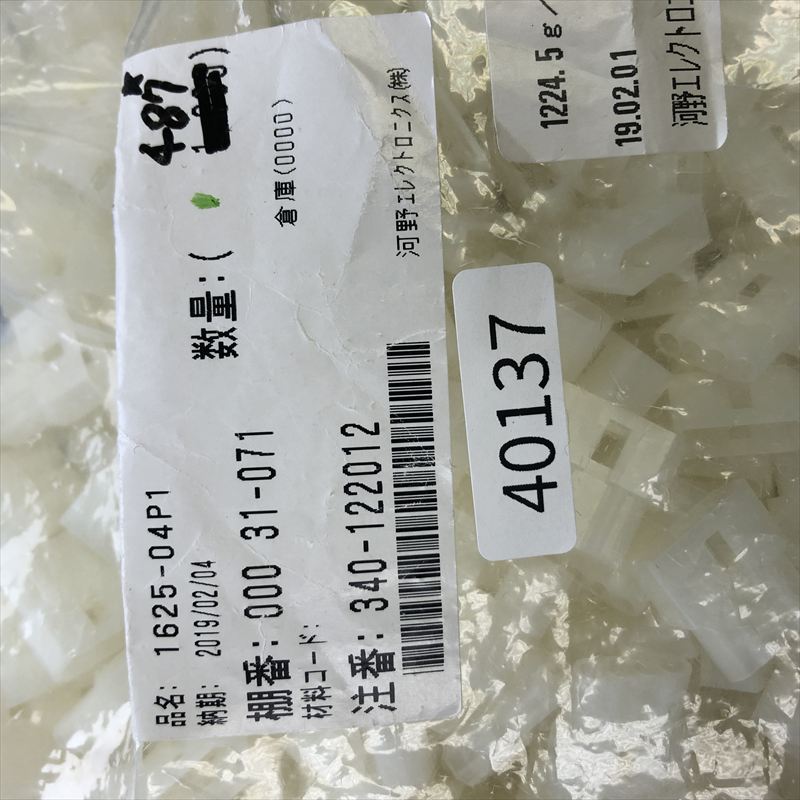 品名: 1625-04P1
納期: 2019/02/04
棚番: 000 31-071
材料コード:
注番: 340-122012
数量: (
487
)
倉庫(0000)
河野エレクトロニクス(株)
40137
1224.5g/
19.02.01
河野エレクトロニ